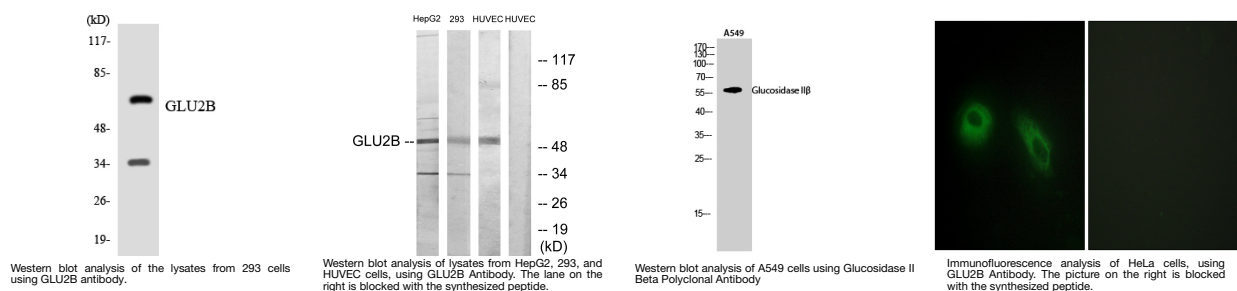 (kD)
117-
85-
GLU2B
48-
34-
26-
19-
Western blot analysis of the lysates from 293 cells
using GLU2B antibody.
HepG2 293 HUVEC HUVEC
-- 117
-- 85
GLU2B --
-- 48
-- 34
-- 26
-- 19
(kD)
Western blot analysis of lysates from HepG2, 293, and
HUVEC cells, using GLU2B Antibody. The lane on the
right is blocked with the synthesized peptide.
A549
170-
130-
100-
70-
55-
Glucosidase IIβ
40-
35-
25-
15-
Western blot analysis of A549 cells using Glucosidase II
Beta Polyclonal Antibody
Immunofluorescence analysis of HeLa cells, using
GLU2B Antibody. The picture on the right is blocked
with the synthesized peptide.